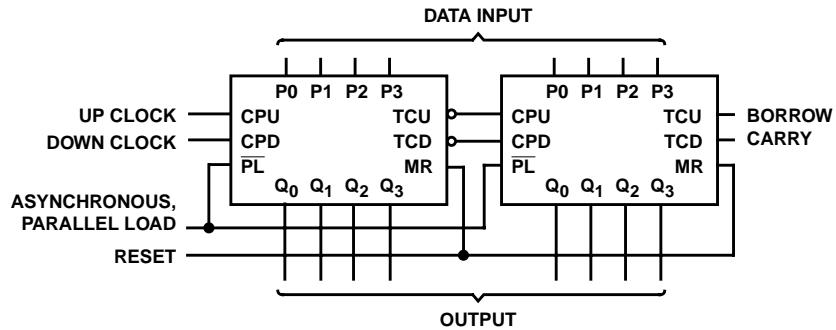 DATA INPUT
P0 P1 P2 P3
P0 P1 P2 P3
UP CLOCK
CPU
TCU
CPU
TCU
BORROW
DOWN CLOCK
CPD
TCD
CPD
TCD
CARRY
PL
MR
PL
MR
Q0 Q1 Q2 Q3
Q0 Q1 Q2 Q3
ASYNCHRONOUS,
PARALLEL LOAD
RESET
OUTPUT